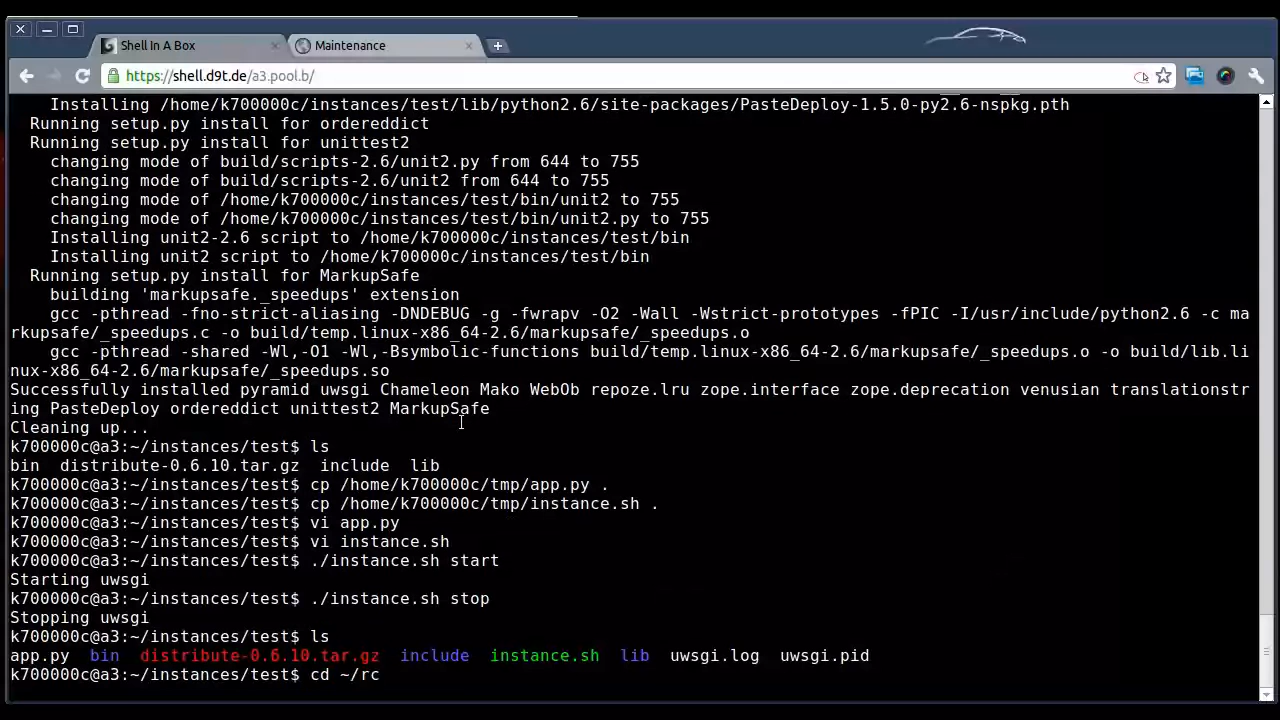 Shell In A Box
Maintenance
https://shell.d9t.de/a3.pool.b/
Installing /home/k700000c/instances/test/lib/python2.6/site-packages/PasteDeploy-1.5.0-py2.6-nspkg.pth
Running setup.py install for ordereddict
Running setup.py install for unittest2
changing mode of build/scripts-2.6/unit2.py from 644 to 755
changing mode of build/scripts-2.6/unit2 from 644 to 755
changing mode of /home/k700000c/instances/test/bin/unit2 to 755
changing mode of /home/k700000c/instances/test/bin/unit2.py to 755
Installing unit2-2.6 script to /home/k700000c/instances/test/bin
Installing unit2 script to /home/k700000c/instances/test/bin
Running setup.py install for MarkupSafe
building 'markupsafe._speedups' extension
gcc -pthread -fno-strict-aliasing -DNDEBUG -g -fwrapv -O2 -Wall -Wstrict-prototypes -fPIC -I/usr/include/python2.6 -c ma
rkupsafe/_speedups.c -o build/temp.linux-x86_64-2.6/markupsafe/_speedups.o
gcc -pthread -shared -Wl,-O1 -Wl,-Bsymbolic-functions build/temp.linux-x86_64-2.6/markupsafe/_speedups.o -o build/lib.li
nux-x86_64-2.6/markupsafe/_speedups.so
Successfully installed pyramid uwsgi Chameleon Mako WebOb repoze.lru zope.interface zope.deprecation venusian translationstr
ing PasteDeploy ordereddict unittest2 MarkupSafe
Cleaning up...
k700000c@a3:~/instances/test$ ls
bin  distribute-0.6.10.tar.gz  include  lib
k700000c@a3:~/instances/test$ cp /home/k700000c/tmp/app.py .
k700000c@a3:~/instances/test$ cp /home/k700000c/tmp/instance.sh .
k700000c@a3:~/instances/test$ vi app.py
k700000c@a3:~/instances/test$ vi instance.sh
k700000c@a3:~/instances/test$ ./instance.sh start
Starting uwsgi
k700000c@a3:~/instances/test$ ./instance.sh stop
Stopping uwsgi
k700000c@a3:~/instances/test$ ls
app.py  bin  distribute-0.6.10.tar.gz  include  instance.sh  lib  uwsgi.log  uwsgi.pid
k700000c@a3:~/instances/test$ cd ~/rc